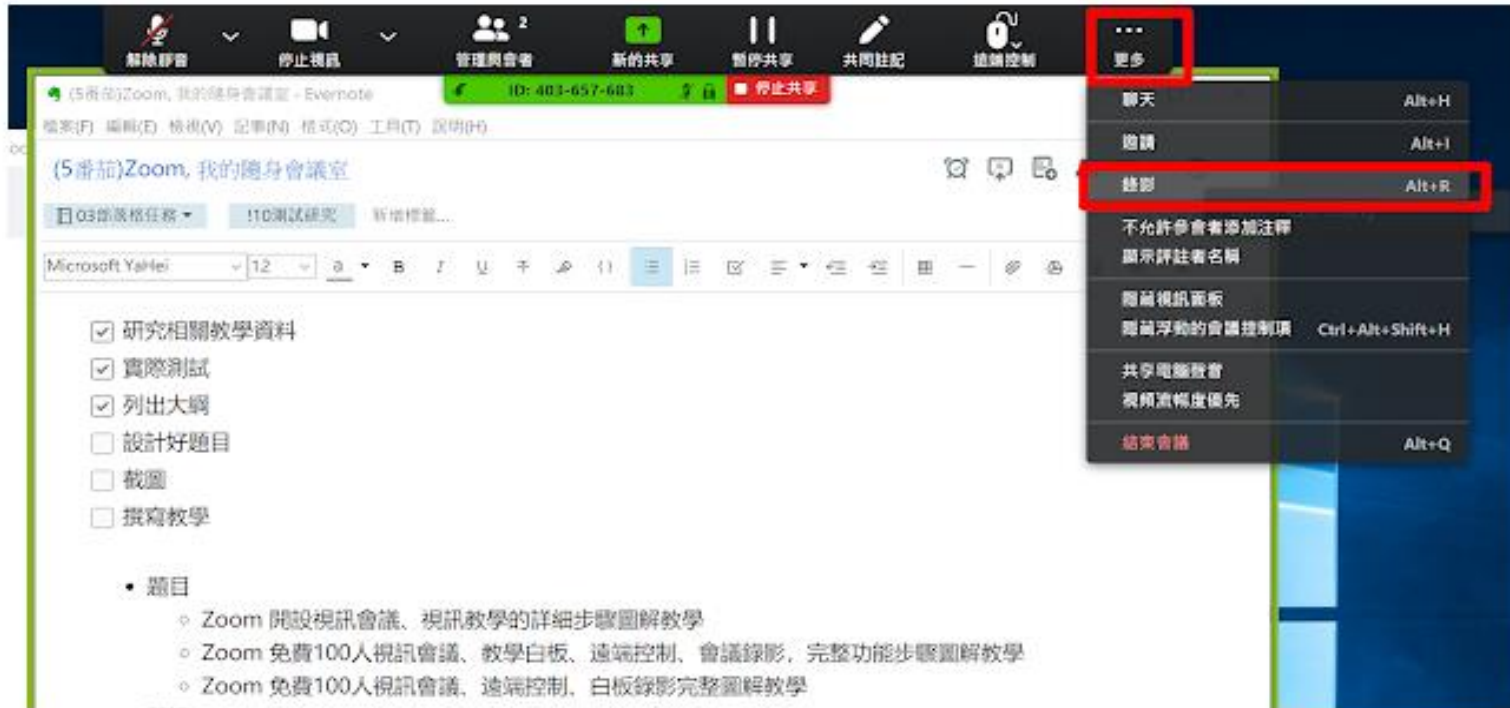 解除靜音 停止視訊 管理與會者 2 新的共享 暫停共享 共同註記 遠端控制 更多
(5番茄)Zoom, 我的隨身會議室 - Evernote ID: 403-657-683 停止共享
檔案(F) 編輯(E) 檢視(V) 記事(N) 格式(O) 工具(T) 說明(H)
(5番茄)Zoom, 我的隨身會議室
03部落格任務 !10測試研究 新增標籤...
Microsoft YaHei 12 a B I U
聊天 Alt+H
邀請 Alt+I
錄影 Alt+R
不允許參會者添加注釋
顯示評註者名稱
隱藏視訊面板
隱藏浮動的會議控制項 Ctrl+Alt+Shift+H
共享電腦聲音
視頻流暢度優先
結束會議 Alt+Q
研究相關教學資料
實際測試
列出大綱
設計好題目
截圖
撰寫教學
• 題目
◦ Zoom 開設視訊會議、視訊教學的詳細步驟圖解教學
◦ Zoom 免費100人視訊會議、教學白板、遠端控制、會議錄影，完整功能步驟圖解教學
◦ Zoom 免費100人視訊會議、遠端控制、白板錄影完整圖解教學